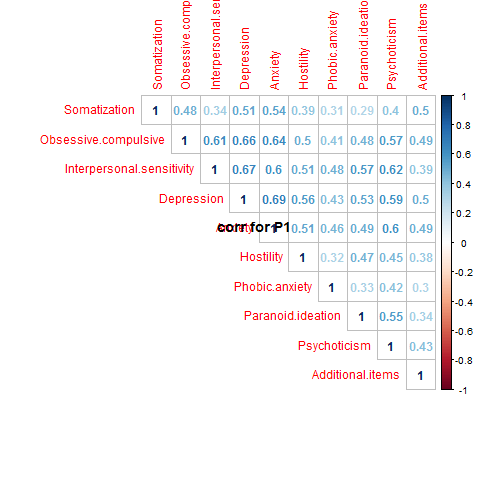 Somatization Obsessive.comp Interpersonal.se Depression Anxiety Hostility Phobic.anxiety Paranoid.ideatio Psychoticism Additional.items
Somatization 1 0.48 0.34 0.51 0.54 0.39 0.31 0.29 0.4 0.5
Obsessive.compulsive 1 0.61 0.66 0.64 0.5 0.41 0.48 0.57 0.49
Interpersonal.sensitivity 1 0.67 0.6 0.51 0.48 0.57 0.62 0.39
Depression 1 0.69 0.56 0.43 0.53 0.59 0.5
Anxiety 1 0.51 0.46 0.49 0.6 0.49
corr for P1
Hostility 1 0.32 0.47 0.45 0.38
Phobic.anxiety 1 0.33 0.42 0.3
Paranoid.ideation 1 0.55 0.34
Psychoticism 1 0.43
Additional.items 1
1
0.8
0.6
0.4
0.2
0
-0.2
-0.4
-0.6
-0.8
-1